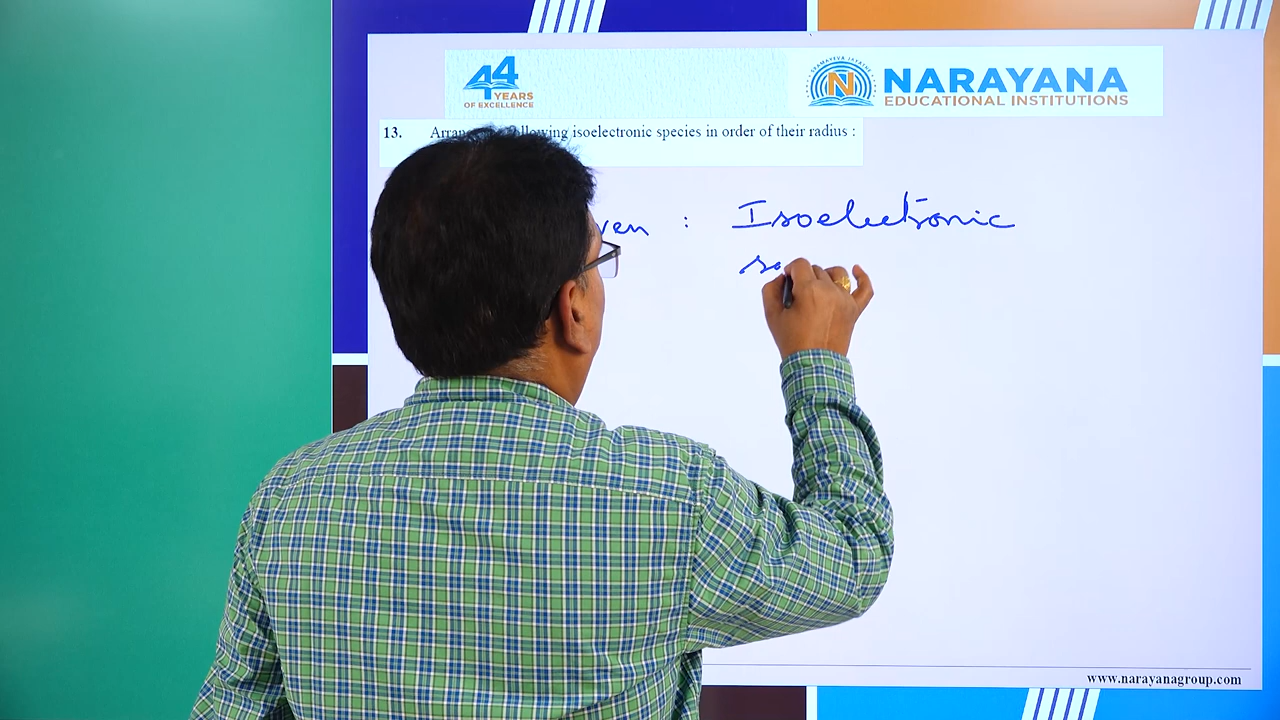 44
YEARS
OF EXCELLENCE
NARAYANA
EDUCATIONAL INSTITUTIONS
13. isoelectronic species in order of their radius :
: Isoelectronic
www.narayanagroup.com